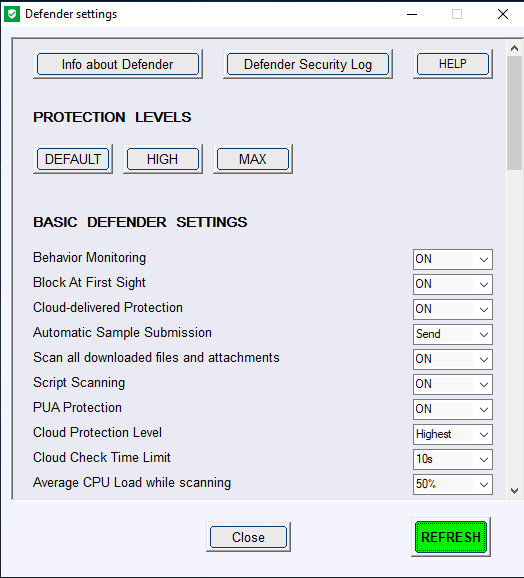 Defender settings
Info about Defender Defender Security Log HELP
PROTECTION LEVELS
DEFAULT HIGH MAX
BASIC DEFENDER SETTINGS
Behavior Monitoring ON
Block At First Sight ON
Cloud-delivered Protection ON
Automatic Sample Submission Send
Scan all downloaded files and attachments ON
Script Scanning ON
PUA Protection ON
Cloud Protection Level Highest
Cloud Check Time Limit 10s
Average CPU Load while scanning 50%
Close REFRESH